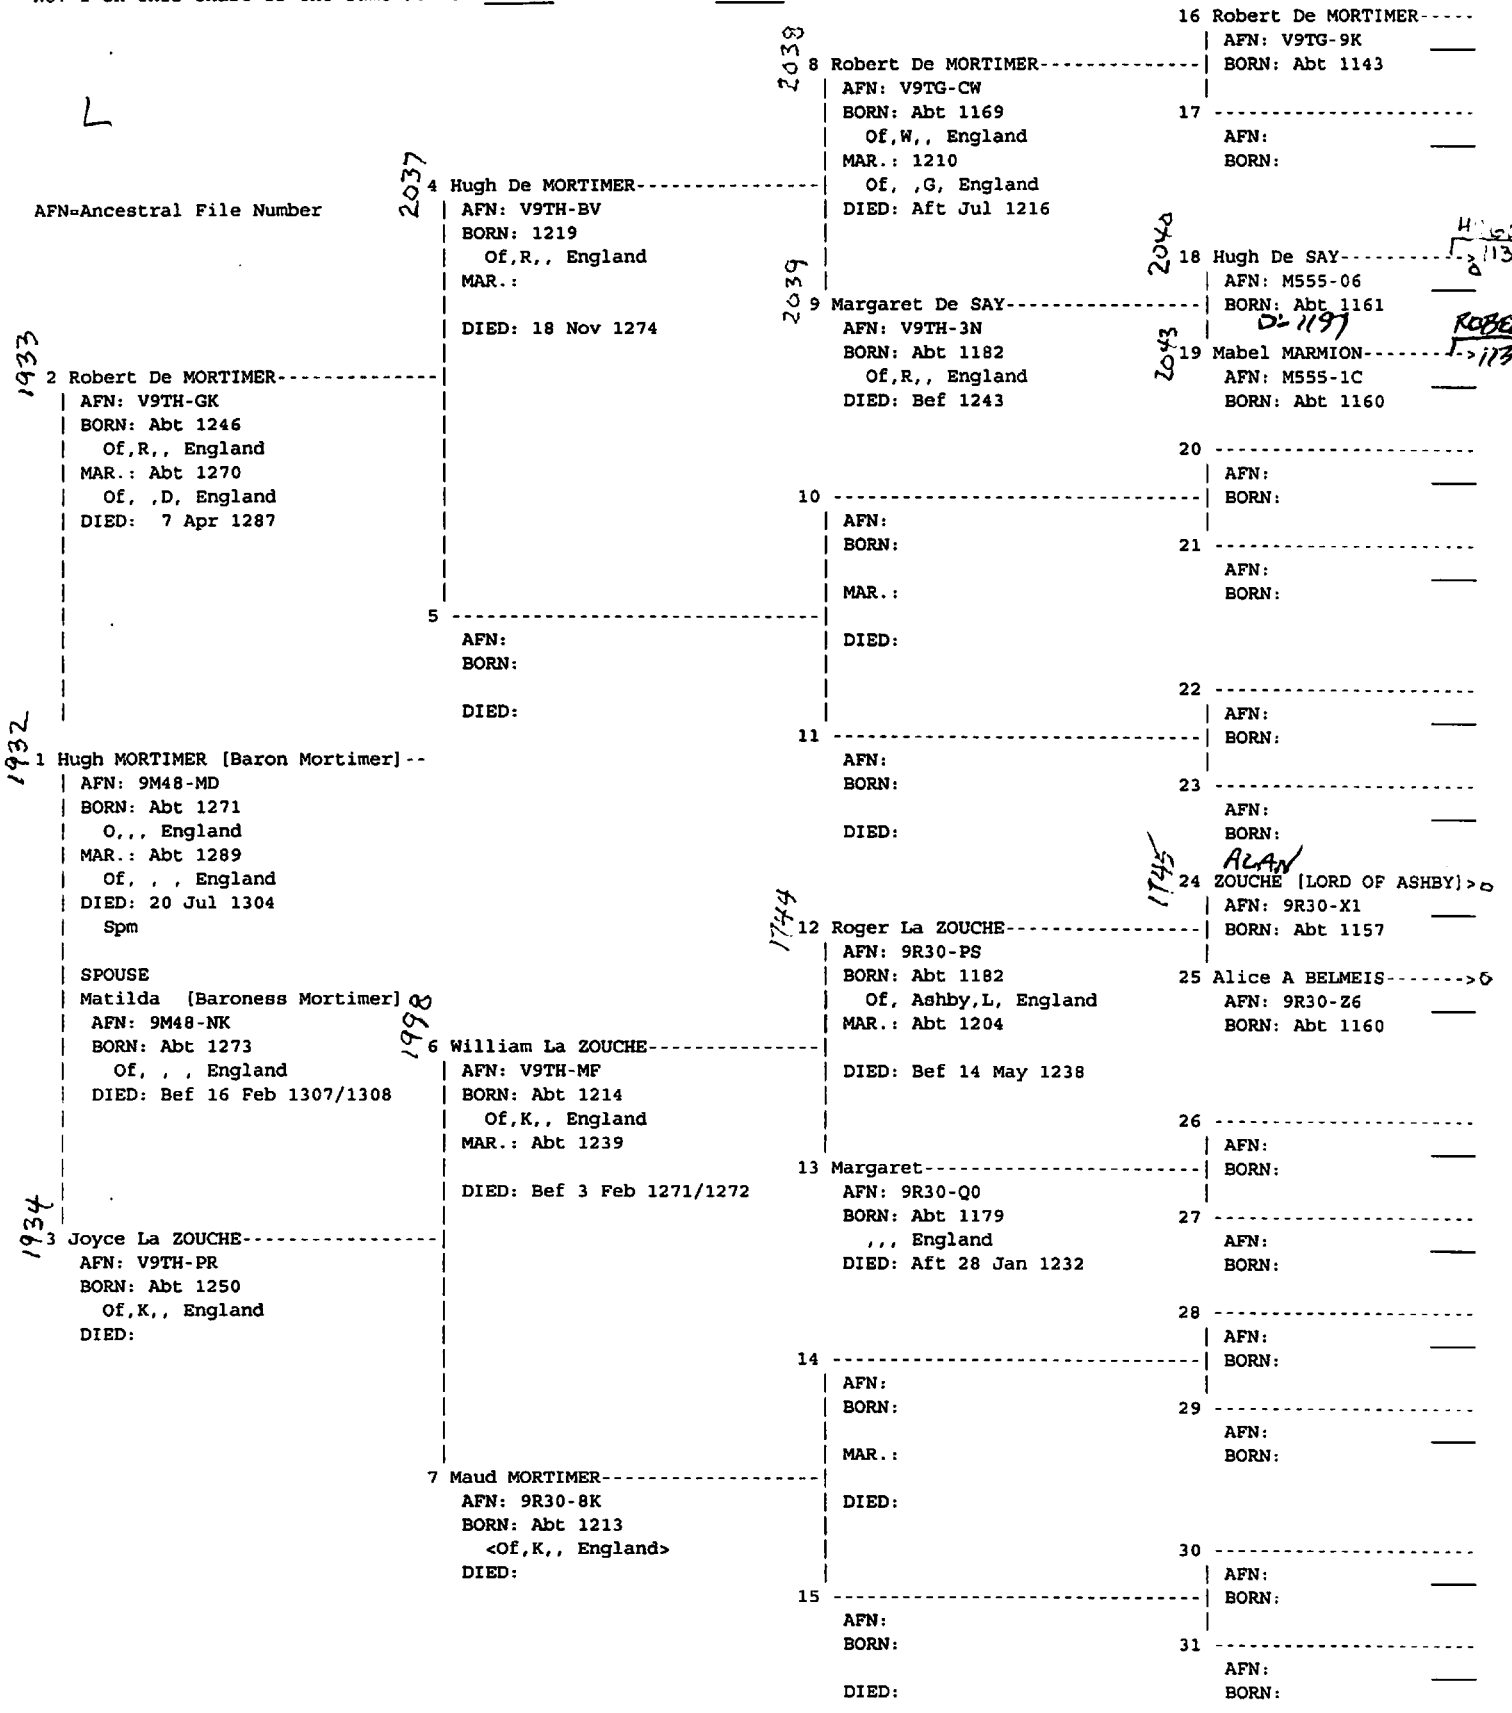 16 Robert De MORTIMER-----
AFN: V9TG-9K
BORN: Abt 1143
2038
8 Robert De MORTIMER--------------
AFN: V9TG-CW
BORN: Abt 1169
Of,W,, England
MAR.: 1210
Of, ,G, England
DIED: Aft Jul 1216
17 -----------------------
AFN:
BORN:
L
AFN=Ancestral File Number
2037
4 Hugh De MORTIMER----------------
AFN: V9TH-BV
BORN: 1219
Of,R,, England
MAR.:
DIED: 18 Nov 1274
2040
18 Hugh De SAY----------->
AFN: M555-06
BORN: Abt 1161
D-1197
2039
9 Margaret De SAY-----------------
AFN: V9TH-3N
BORN: Abt 1182
Of,R,, England
DIED: Bef 1243
2043
19 Mabel MARMION--------->
AFN: M555-1C
BORN: Abt 1160
1933
2 Robert De MORTIMER--------------
AFN: V9TH-GK
BORN: Abt 1246
Of,R,, England
MAR.: Abt 1270
Of, ,D, England
DIED: 7 Apr 1287
20 -----------------------
AFN:
BORN:
10 --------------------------------
AFN:
BORN:
MAR.:
DIED:
21 -----------------------
AFN:
BORN:
5 --------------------------------
AFN:
BORN:
DIED:
22 -----------------------
AFN:
BORN:
11 --------------------------------
AFN:
BORN:
DIED:
23 -----------------------
AFN:
BORN:
1932
1 Hugh MORTIMER [Baron Mortimer]--
AFN: 9M48-MD
BORN: Abt 1271
O,,, England
MAR.: Abt 1289
Of, , , England
DIED: 20 Jul 1304
Spm
SPOUSE
Matilda [Baroness Mortimer]
AFN: 9M48-NK
BORN: Abt 1273
Of, , , England
DIED: Bef 16 Feb 1307/1308
1745
ALAN
24 ZOUCHE [LORD OF ASHBY]>
AFN: 9R30-X1
BORN: Abt 1157
1744
12 Roger La ZOUCHE-----------------
AFN: 9R30-PS
BORN: Abt 1182
Of, Ashby,L, England
MAR.: Abt 1204
DIED: Bef 14 May 1238
25 Alice A BELMEIS------->
AFN: 9R30-Z6
BORN: Abt 1160
1998
6 William La ZOUCHE---------------
AFN: V9TH-MF
BORN: Abt 1214
Of,K,, England
MAR.: Abt 1239
DIED: Bef 3 Feb 1271/1272
26 -----------------------
AFN:
BORN:
13 Margaret------------------------
AFN: 9R30-Q0
BORN: Abt 1179
,,, England
DIED: Aft 28 Jan 1232
27 -----------------------
AFN:
BORN:
1934
3 Joyce La ZOUCHE-----------------
AFN: V9TH-PR
BORN: Abt 1250
Of,K,, England
DIED:
28 -----------------------
AFN:
BORN:
14 --------------------------------
AFN:
BORN:
MAR.:
DIED:
29 -----------------------
AFN:
BORN:
7 Maud MORTIMER-------------------
AFN: 9R30-8K
BORN: Abt 1213
<Of,K,, England>
DIED:
30 -----------------------
AFN:
BORN:
15 --------------------------------
AFN:
BORN:
DIED:
31 -----------------------
AFN:
BORN: